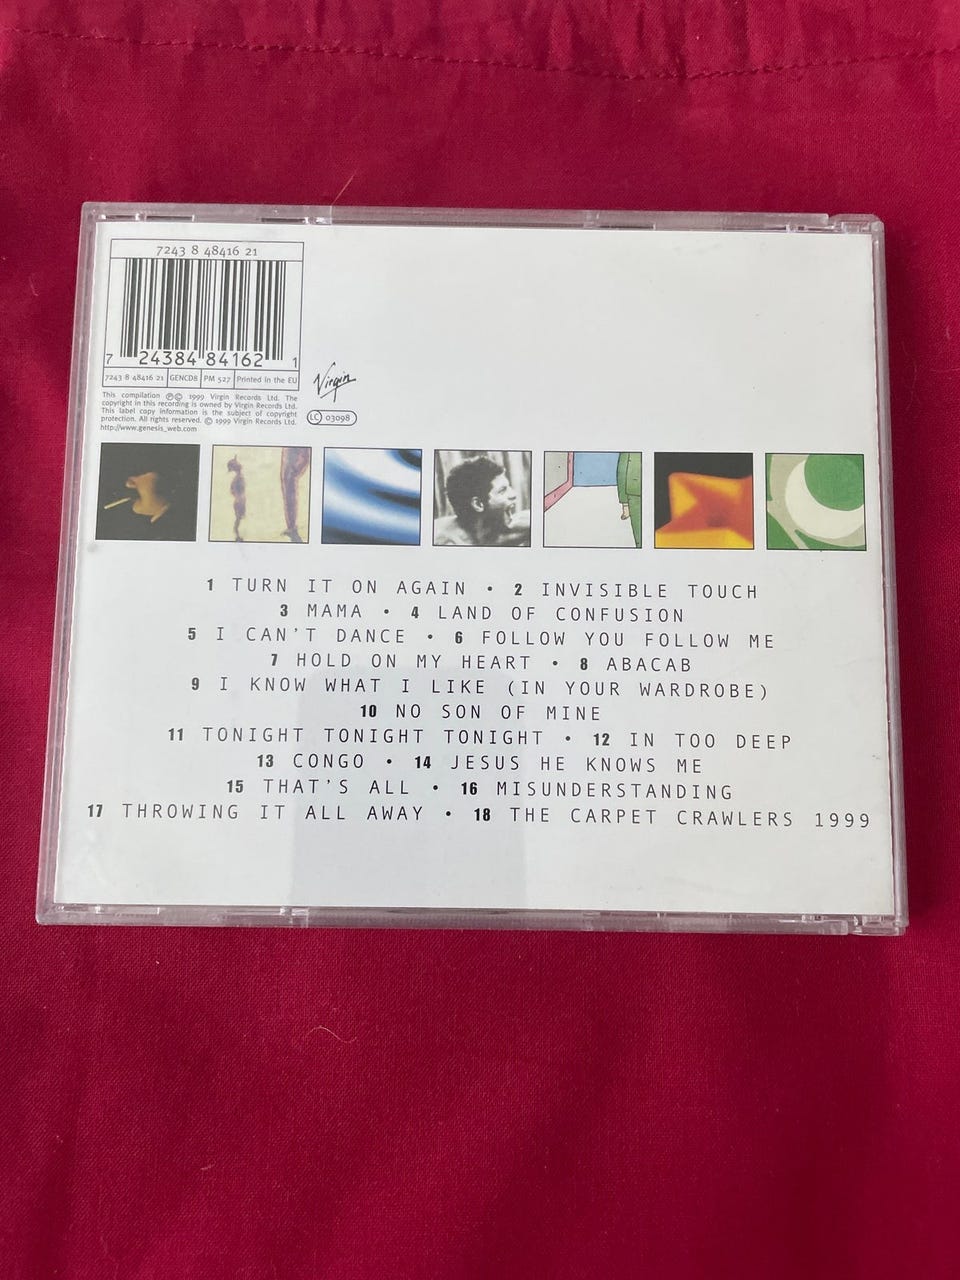 7243 8 48416 21
7 24384 84162 1
7243 8 48416 21 GENCD8 PM 527 Printed in the EU
This compilation ℗© 1999 Virgin Records Ltd. The
copyright in this recording is owned by Virgin Records Ltd.
This label copy information is the subject of copyright
protection. All rights reserved. © 1999 Virgin Records Ltd.
http://www.genesis_web.com
Virgin
LC 03098
1 TURN IT ON AGAIN • 2 INVISIBLE TOUCH
3 MAMA • 4 LAND OF CONFUSION
5 I CAN'T DANCE • 6 FOLLOW YOU FOLLOW ME
7 HOLD ON MY HEART • 8 ABACAB
9 I KNOW WHAT I LIKE (IN YOUR WARDROBE)
10 NO SON OF MINE
11 TONIGHT TONIGHT TONIGHT • 12 IN TOO DEEP
13 CONGO • 14 JESUS HE KNOWS ME
15 THAT'S ALL • 16 MISUNDERSTANDING
17 THROWING IT ALL AWAY • 18 THE CARPET CRAWLERS 1999